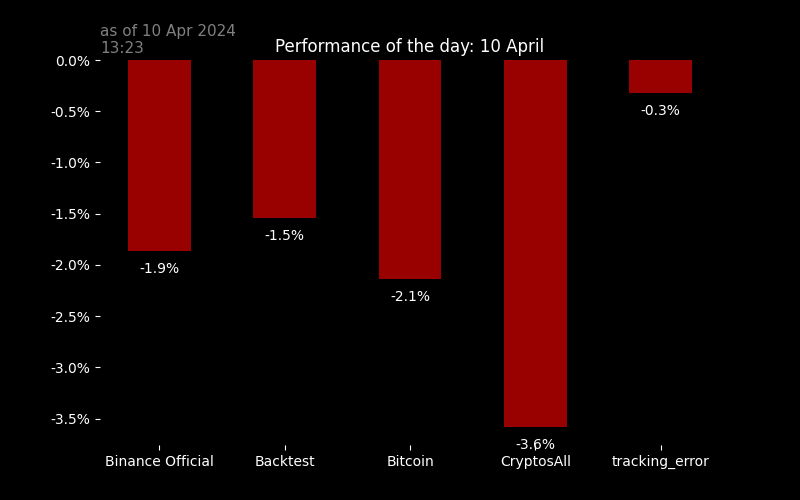 as of 10 Apr 2024
13:23
Performance of the day: 10 April
0.0%
-0.5%
-1.0%
-1.5%
-2.0%
-2.5%
-3.0%
-3.5%
-1.9%
-1.5%
-2.1%
-3.6%
-0.3%
Binance Official
Backtest
Bitcoin
CryptosAll
tracking_error